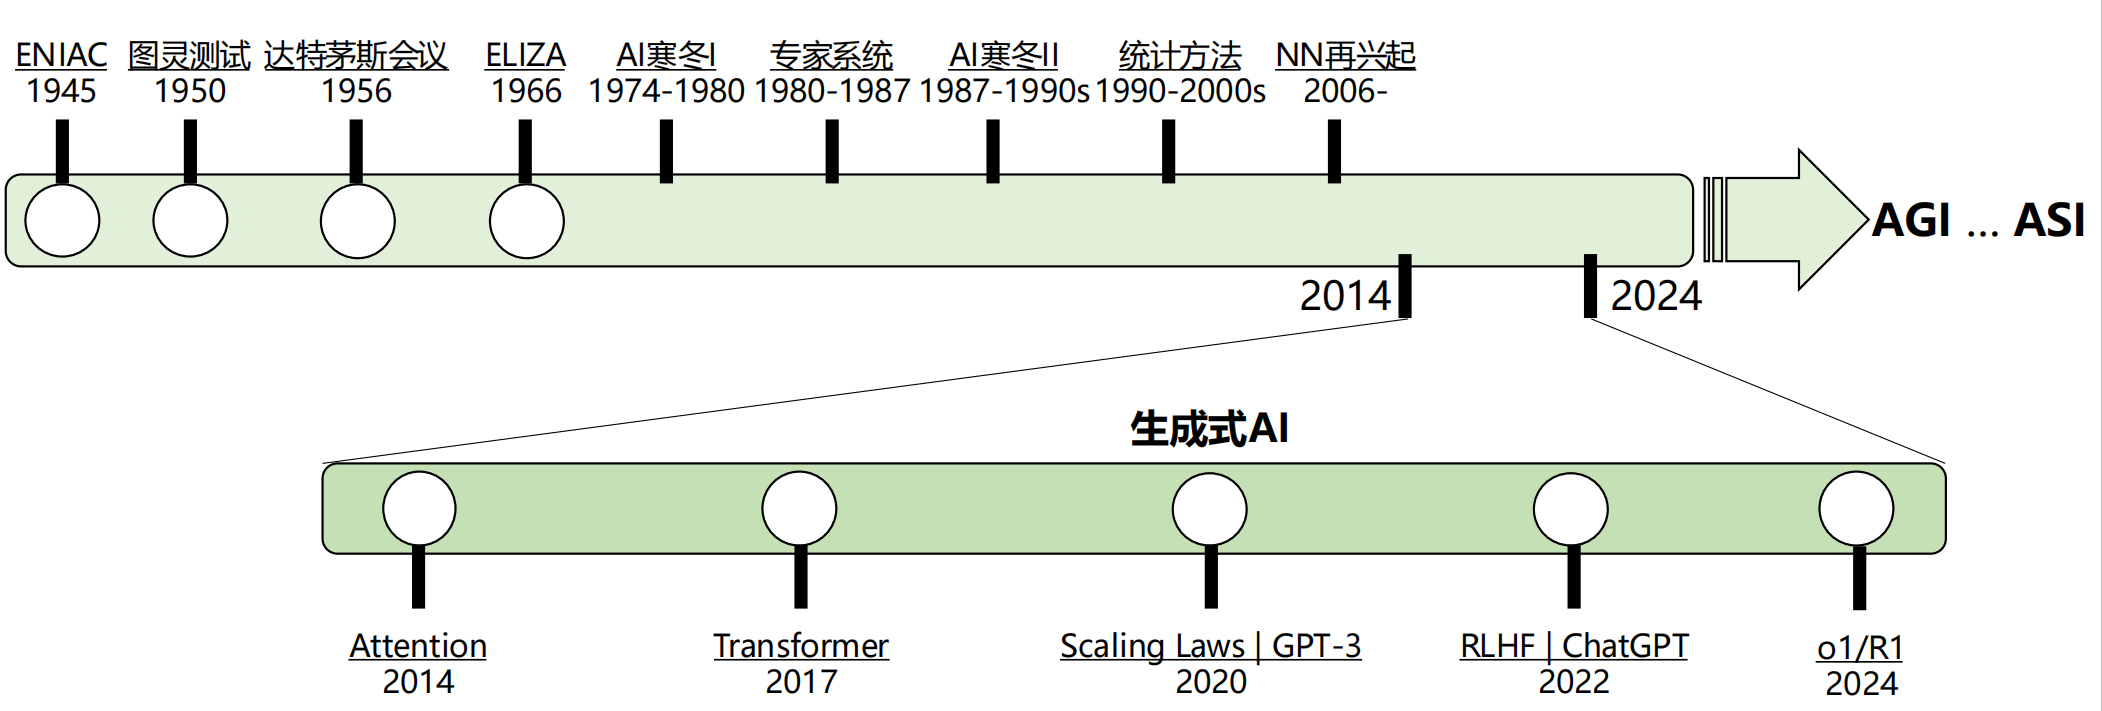 ENIAC
1945
图灵测试
1950
达特茅斯会议
1956
ELIZA
1966
AI寒冬I
1974-1980
专家系统
1980-1987
AI寒冬II
1987-1990s
统计方法
1990-2000s
NN再兴起
2006-
AGI ... ASI
2014
2024
生成式AI
Attention
2014
Transformer
2017
Scaling Laws | GPT-3
2020
RLHF | ChatGPT
2022
o1/R1
2024